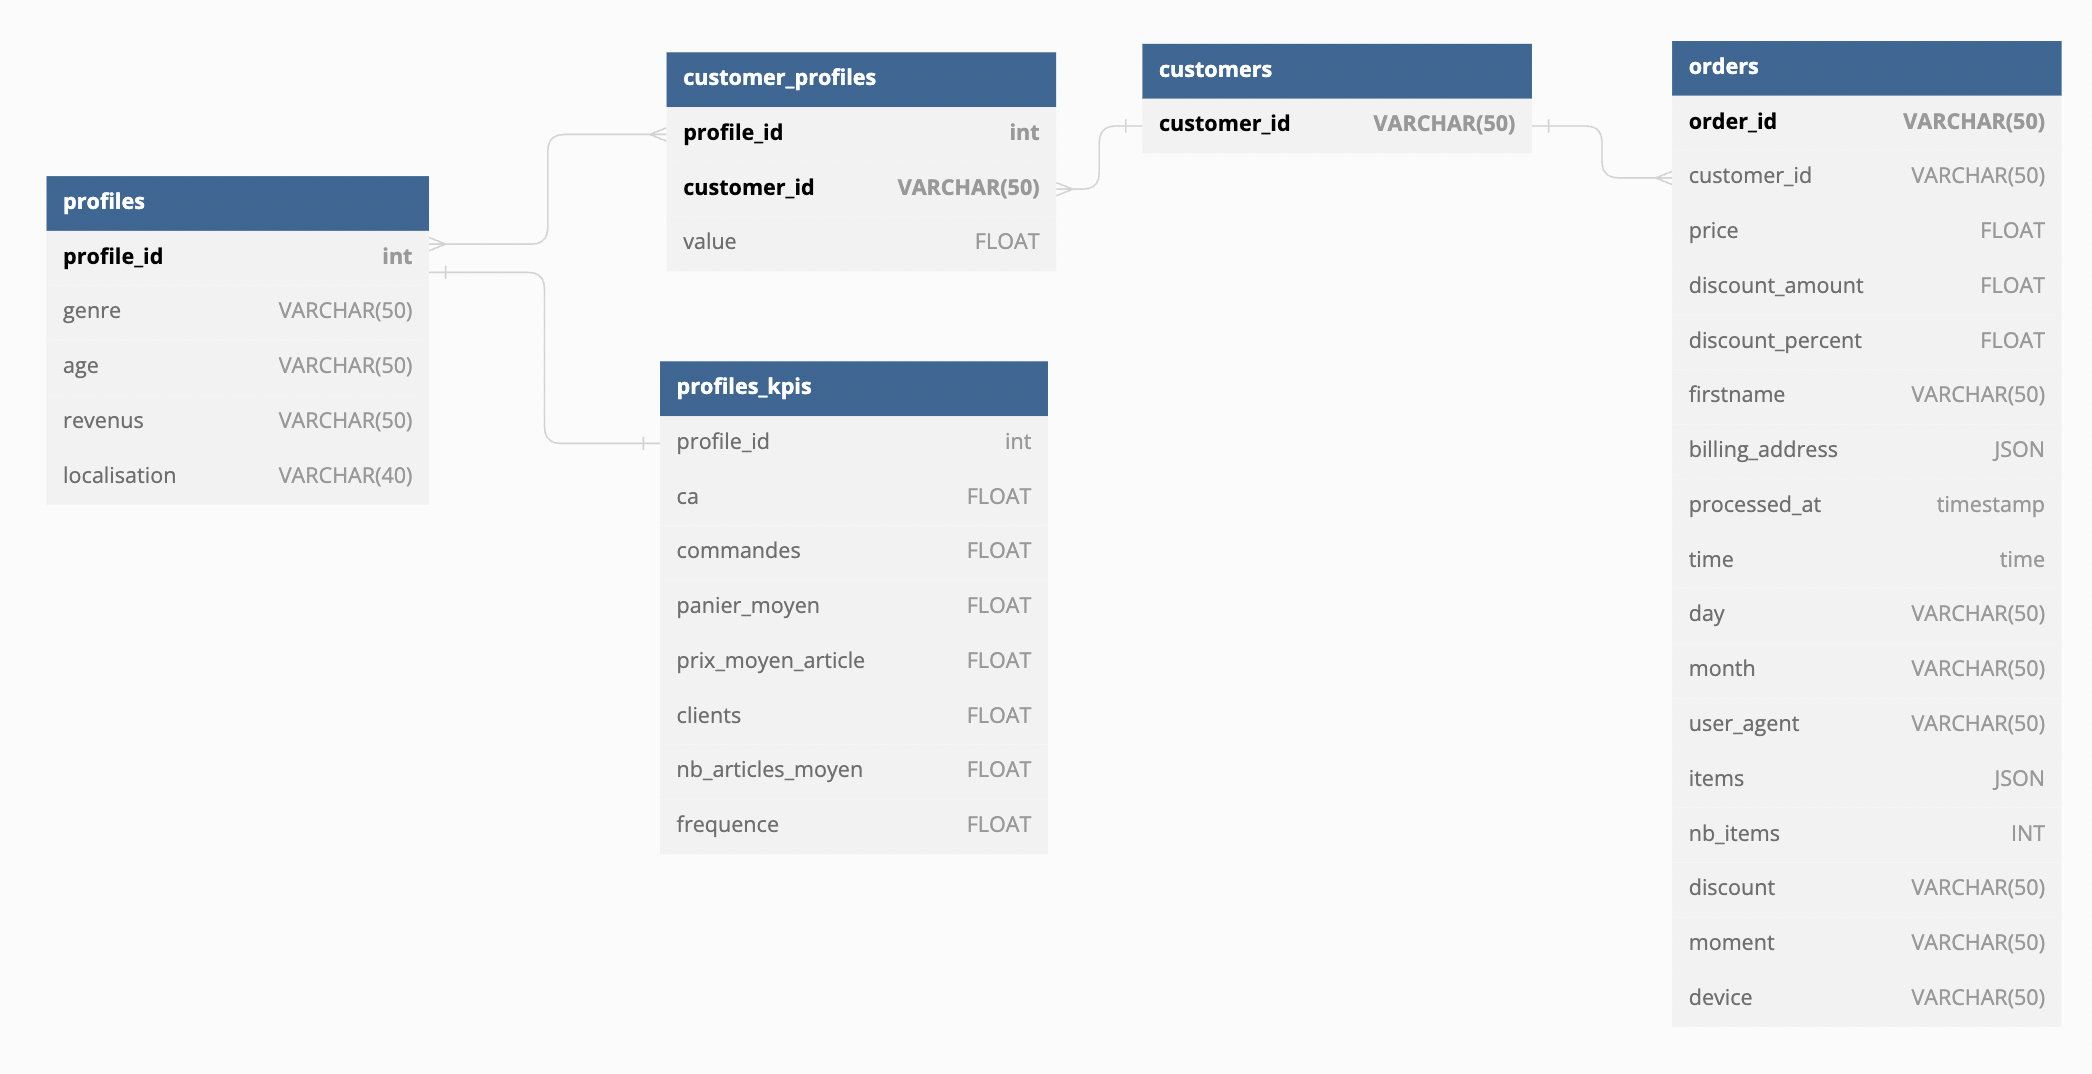 profiles
profile_id int
genre VARCHAR(50)
age VARCHAR(50)
revenus VARCHAR(50)
localisation VARCHAR(40)
customer_profiles
profile_id int
customer_id VARCHAR(50)
value FLOAT
profiles_kpis
profile_id int
ca FLOAT
commandes FLOAT
panier_moyen FLOAT
prix_moyen_article FLOAT
clients FLOAT
nb_articles_moyen FLOAT
frequence FLOAT
customers
customer_id VARCHAR(50)
orders
order_id VARCHAR(50)
customer_id VARCHAR(50)
price FLOAT
discount_amount FLOAT
discount_percent FLOAT
firstname VARCHAR(50)
billing_address JSON
processed_at timestamp
time time
day VARCHAR(50)
month VARCHAR(50)
user_agent VARCHAR(50)
items JSON
nb_items INT
discount VARCHAR(50)
moment VARCHAR(50)
device VARCHAR(50)